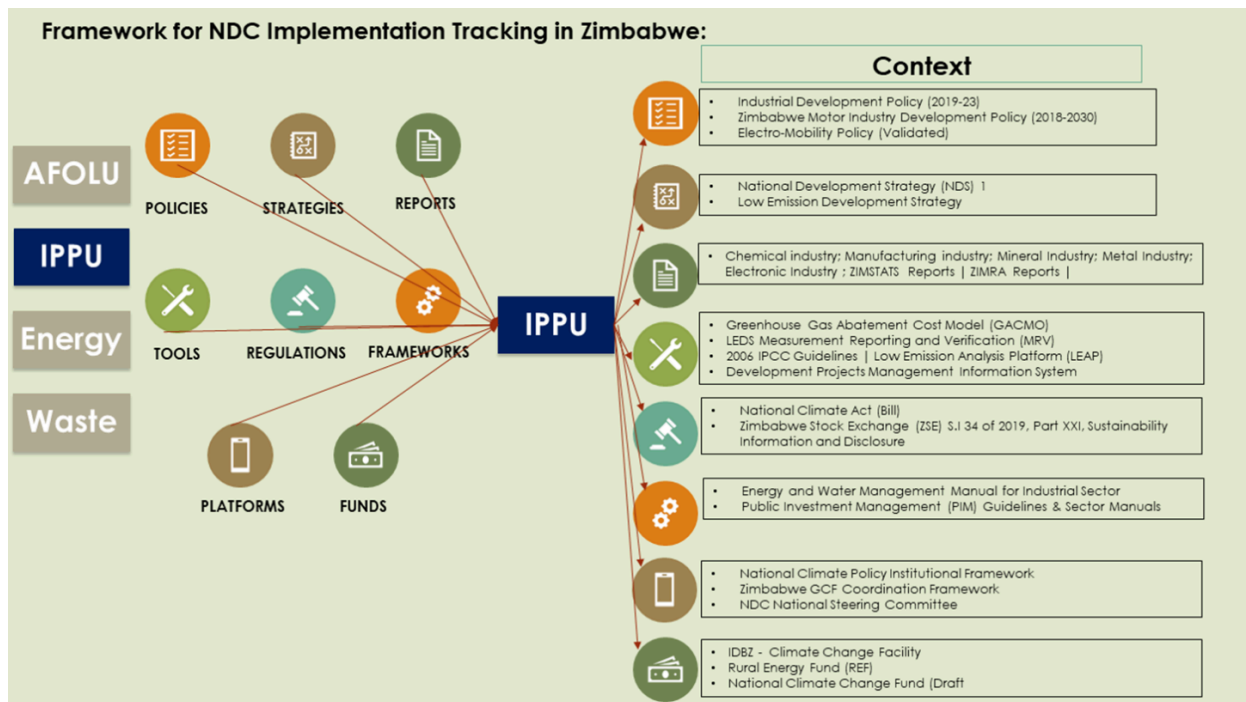 Framework for NDC Implementation Tracking in Zimbabwe:
Context
AFOLU
IPPU
Energy
Waste
POLICIES
STRATEGIES
REPORTS
TOOLS
REGULATIONS
FRAMEWORKS
PLATFORMS
FUNDS
IPPU
• Industrial Development Policy (2019-23)
• Zimbabwe Motor Industry Development Policy (2018-2030)
• Electro-Mobility Policy (Validated)
• National Development Strategy (NDS) 1
• Low Emission Development Strategy
• Chemical industry; Manufacturing industry; Mineral Industry; Metal Industry;
Electronic Industry ; ZIMSTATS Reports | ZIMRA Reports |
• Greenhouse Gas Abatement Cost Model (GACMO)
• LEDS Measurement Reporting and Verification (MRV)
• 2006 IPCC Guidelines | Low Emission Analysis Platform (LEAP)
• Development Projects Management Information System
• National Climate Act (Bill)
• Zimbabwe Stock Exchange (ZSE) S.I 34 of 2019, Part XXI, Sustainability
Information and Disclosure
• Energy and Water Management Manual for Industrial Sector
• Public Investment Management (PIM) Guidelines & Sector Manuals
• National Climate Policy Institutional Framework
• Zimbabwe GCF Coordination Framework
• NDC National Steering Committee
• IDBZ - Climate Change Facility
• Rural Energy Fund (REF)
• National Climate Change Fund (Draft